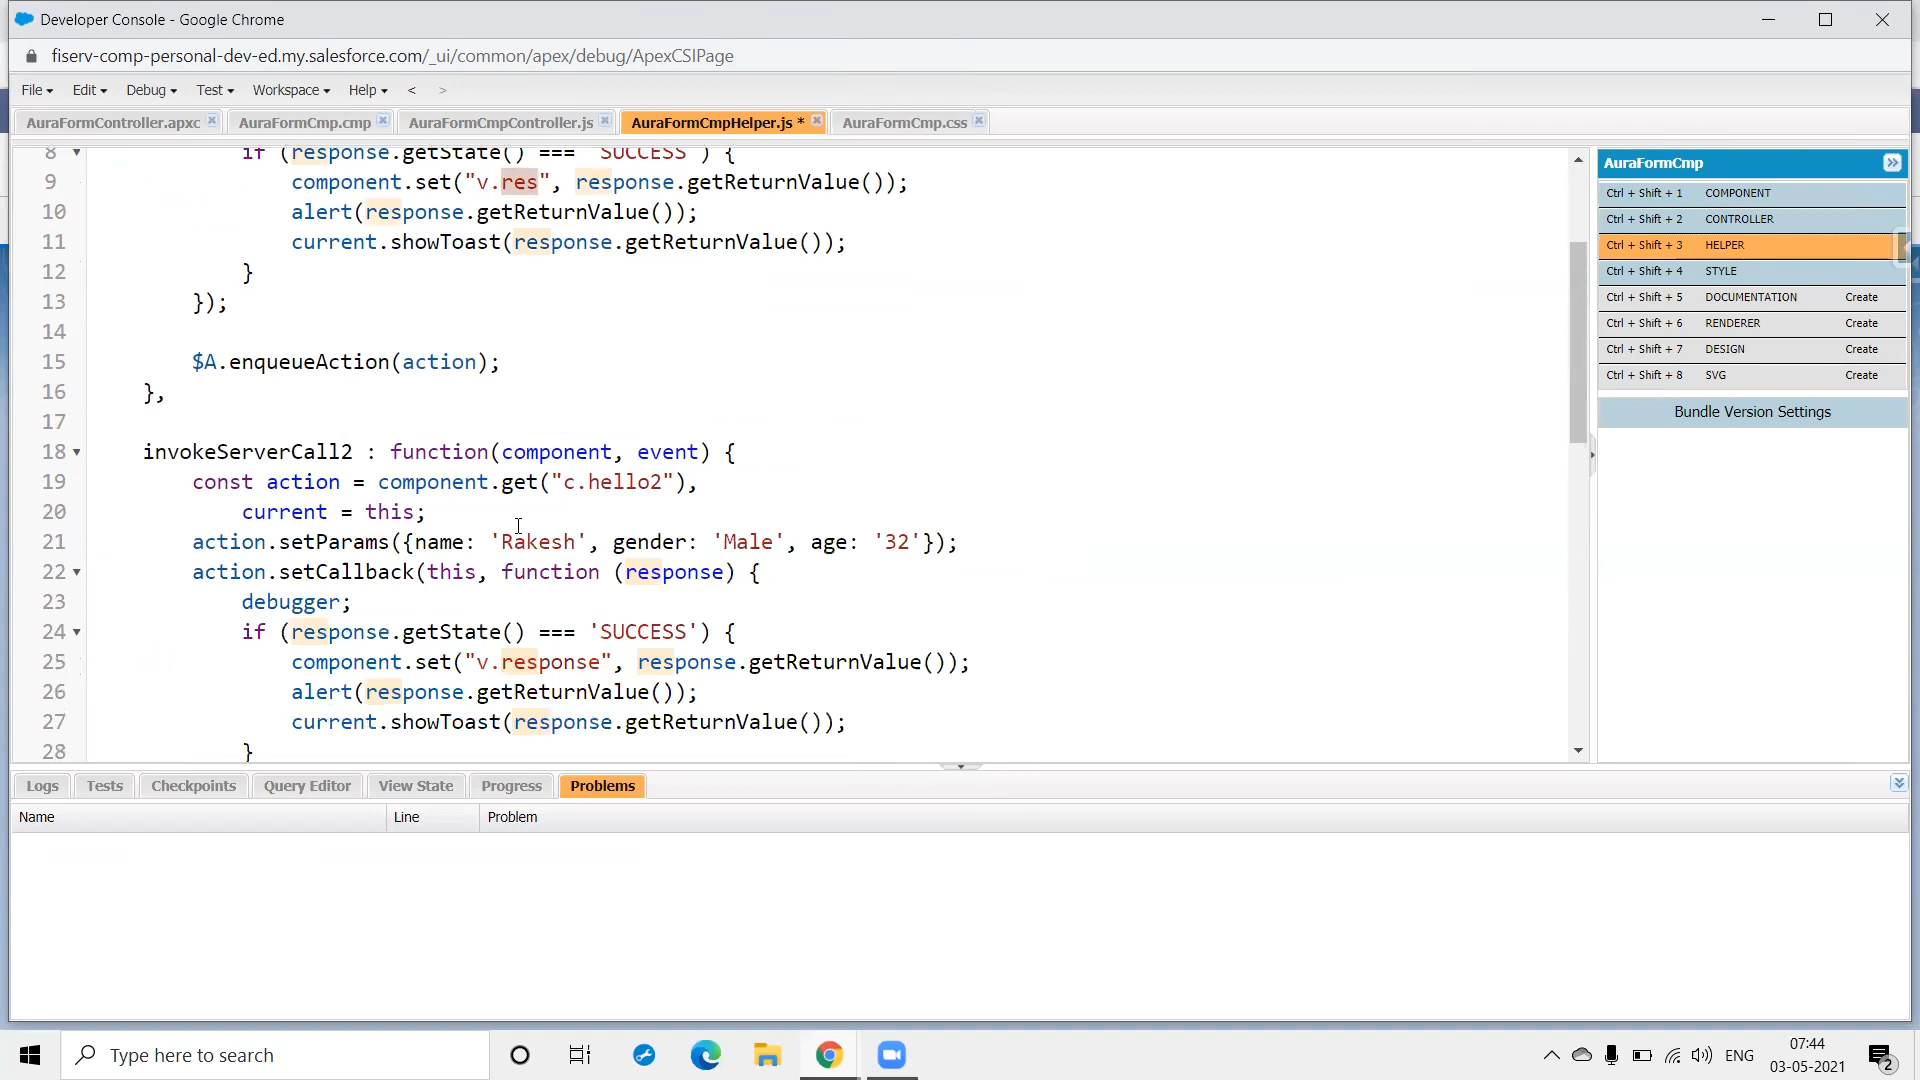 Developer Console - Google Chrome
fiserv-comp-personal-dev-ed.my.salesforce.com/_ui/common/apex/debug/ApexCSIPage
File Edit Debug Test Workspace Help < >
AuraFormController.apxc AuraFormCmp.cmp AuraFormCmpController.js AuraFormCmpHelper.js * AuraFormCmp.css
8 if (response.getState() === 'SUCCESS') {
9 component.set("v.res", response.getReturnValue());
10 alert(response.getReturnValue());
11 current.showToast(response.getReturnValue());
12 }
13 });
14
15 $A.enqueueAction(action);
16 },
17
18 invokeServerCall2 : function(component, event) {
19 const action = component.get("c.hello2"),
20 current = this;
21 action.setParams({name: 'Rakesh', gender: 'Male', age: '32'});
22 action.setCallback(this, function (response) {
23 debugger;
24 if (response.getState() === 'SUCCESS') {
25 component.set("v.response", response.getReturnValue());
26 alert(response.getReturnValue());
27 current.showToast(response.getReturnValue());
28 }
AuraFormCmp
Ctrl + Shift + 1 COMPONENT
Ctrl + Shift + 2 CONTROLLER
Ctrl + Shift + 3 HELPER
Ctrl + Shift + 4 STYLE
Ctrl + Shift + 5 DOCUMENTATION Create
Ctrl + Shift + 6 RENDERER Create
Ctrl + Shift + 7 DESIGN Create
Ctrl + Shift + 8 SVG Create
Bundle Version Settings
Logs Tests Checkpoints Query Editor View State Progress Problems
Name Line Problem
Type here to search
ENG
07:44
03-05-2021
2